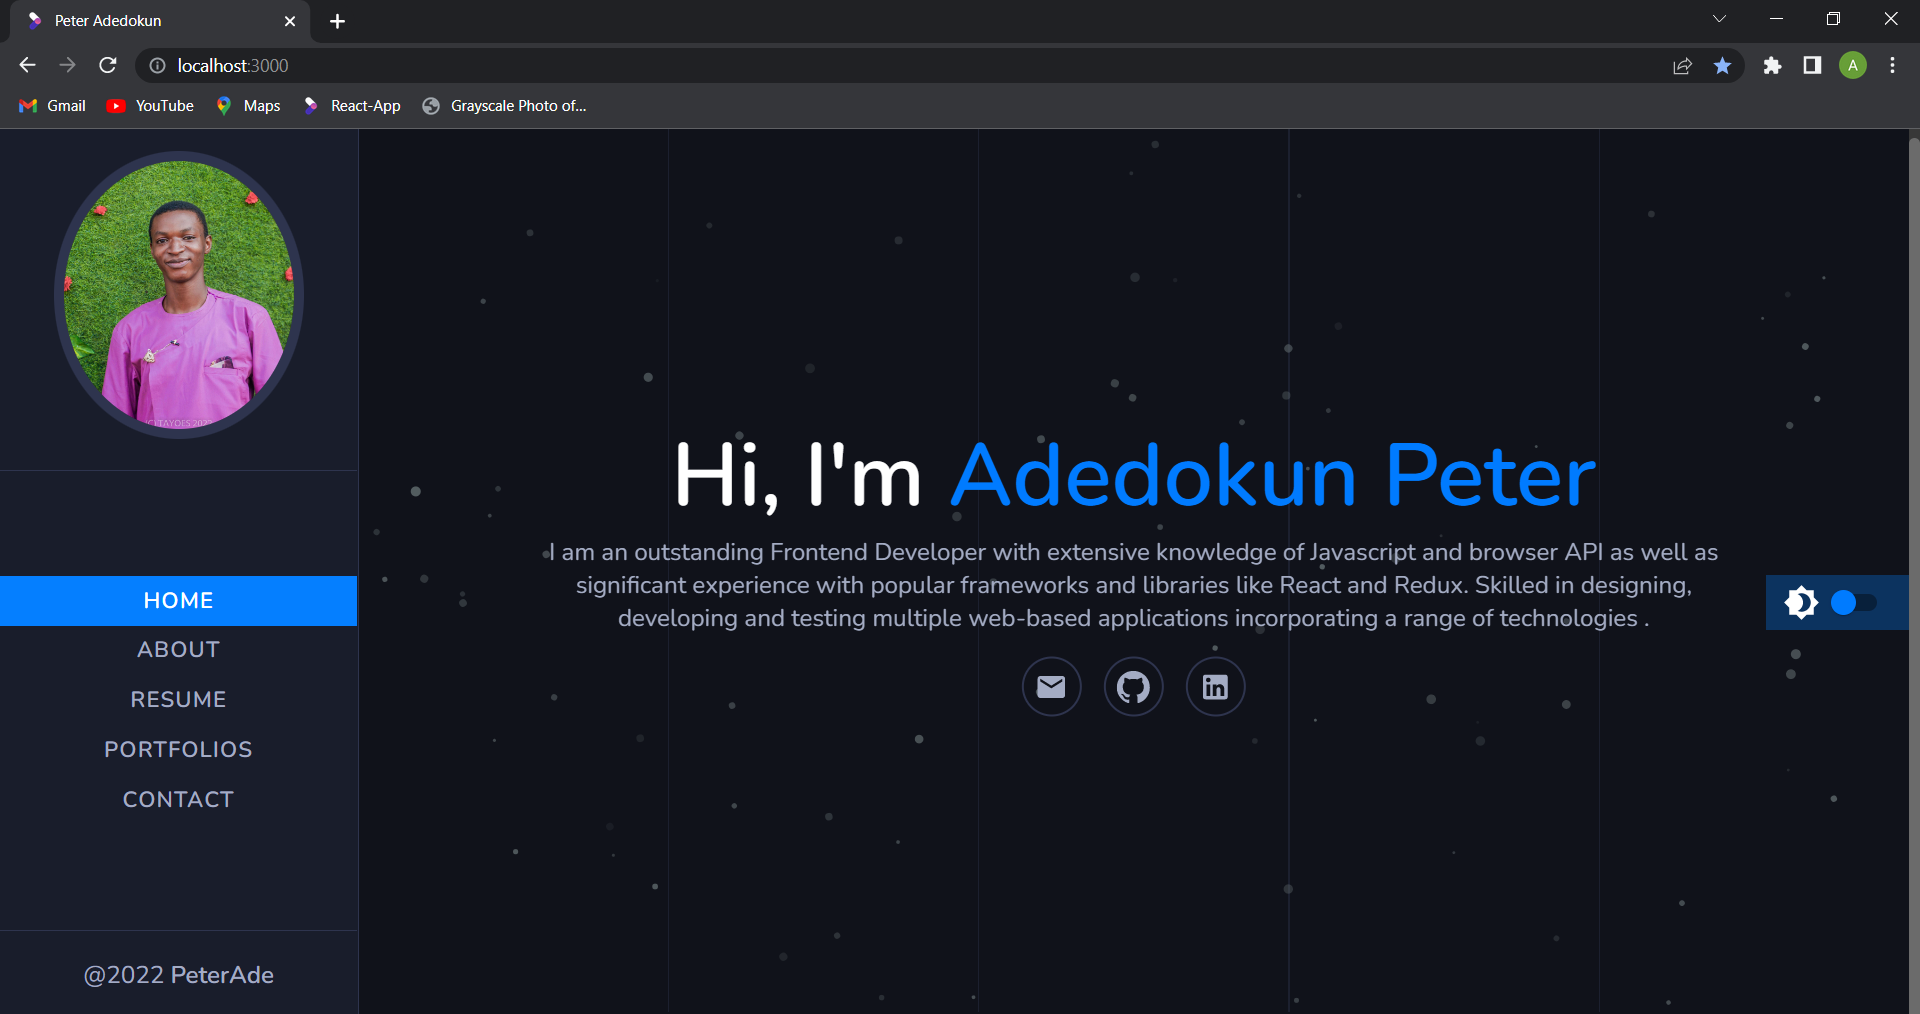 Peter Adedokun
localhost:3000
A
Gmail
YouTube
Maps
React-App
Grayscale Photo of...
HOME
ABOUT
RESUME
PORTFOLIOS
CONTACT
@2022 PeterAde
Hi, I'm Adedokun Peter
I am an outstanding Frontend Developer with extensive knowledge of Javascript and browser API as well as
significant experience with popular frameworks and libraries like React and Redux. Skilled in designing,
developing and testing multiple web-based applications incorporating a range of technologies .
in